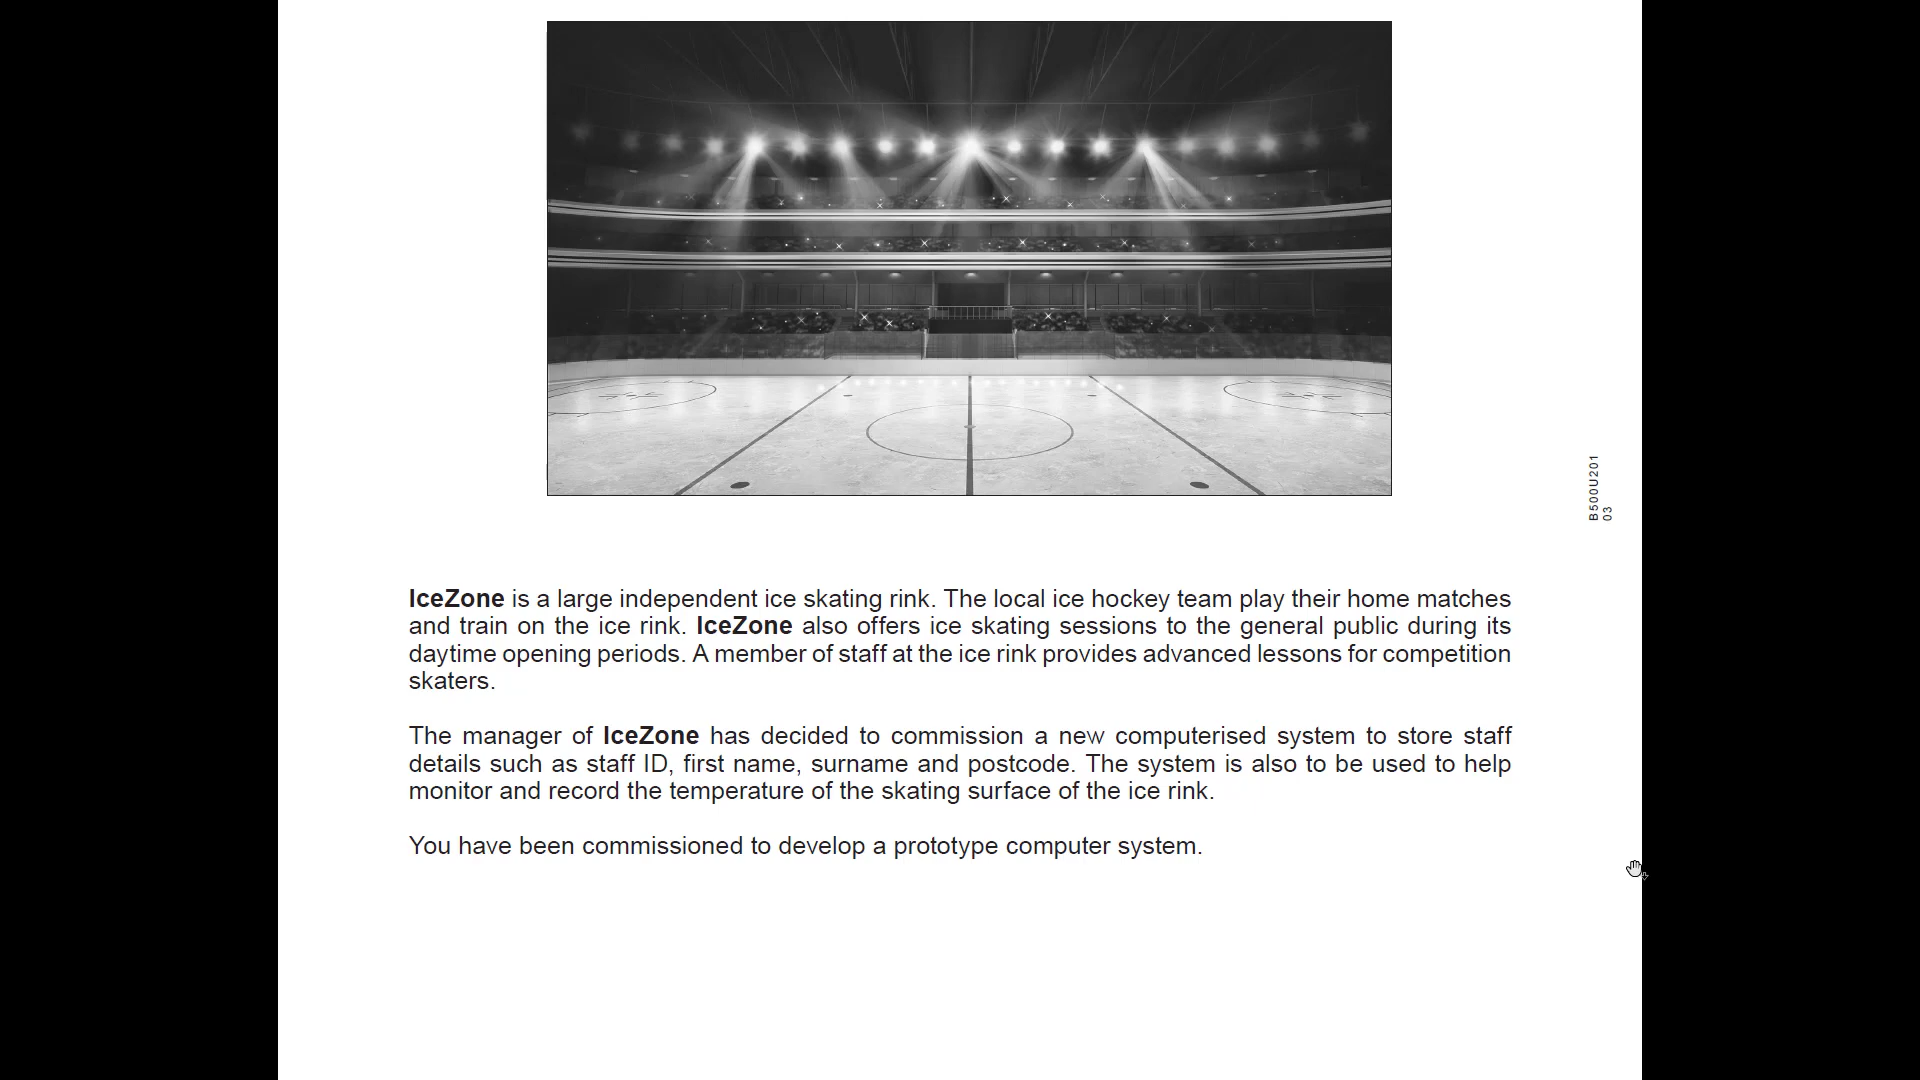 B500U201
03
IceZone is a large independent ice skating rink. The local ice hockey team play their home matches
and train on the ice rink. IceZone also offers ice skating sessions to the general public during its
daytime opening periods. A member of staff at the ice rink provides advanced lessons for competition
skaters.
The manager of IceZone has decided to commission a new computerised system to store staff
details such as staff ID, first name, surname and postcode. The system is also to be used to help
monitor and record the temperature of the skating surface of the ice rink.
You have been commissioned to develop a prototype computer system.